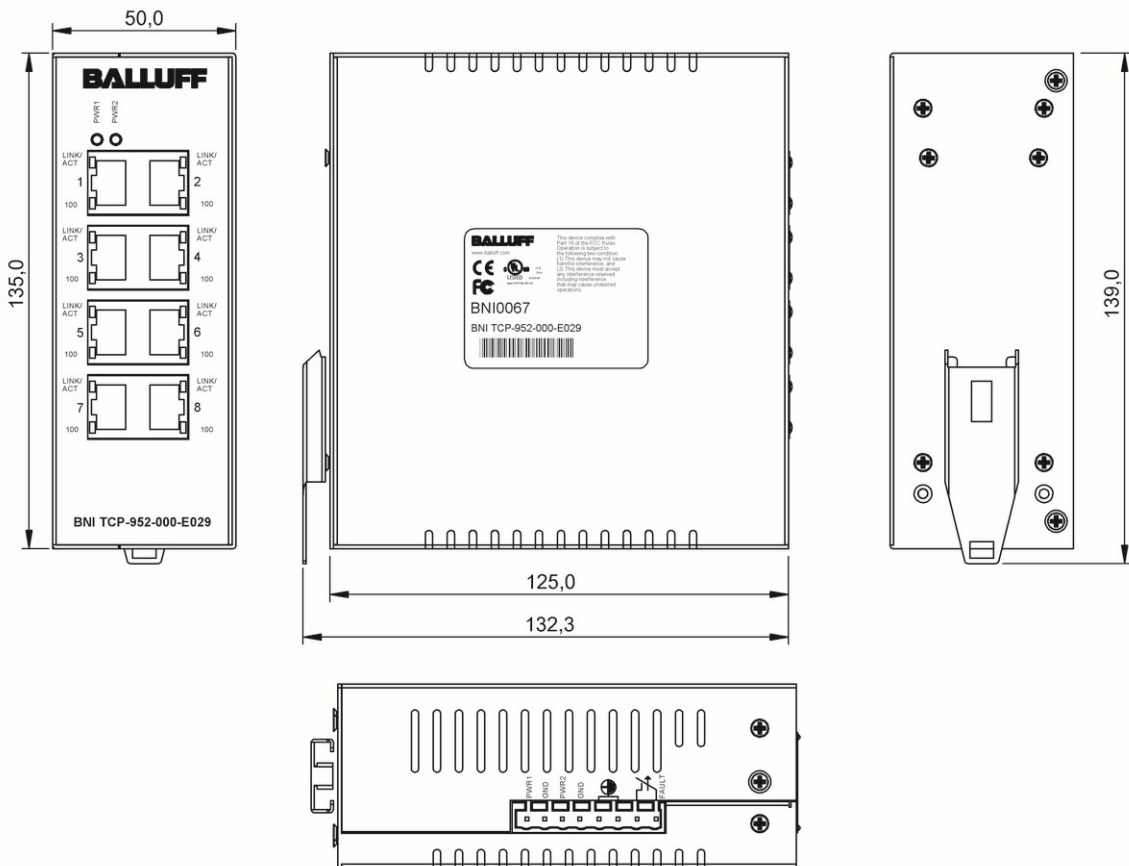 50,0
135,0
BALLUFF
PWR1 PWR2
LINK/ ACT LINK/ ACT
1 2
100 100
LINK/ ACT LINK/ ACT
3 4
100 100
LINK/ ACT LINK/ ACT
5 6
100 100
LINK/ ACT LINK/ ACT
7 8
100 100
BNI TCP-952-000-E029
BALLUFF
www.balluff.com
CE UL
LISTED
FC
This device complies with
Part 15 of the FCC Rules
Operation is subject to
the following two condition
(1) This device may not cause
harmful interference, and
(2) This device must accept
any interference reseived
including interference
that may cause undesired
operations.
BNI0067
BNI TCP-952-000-E029
125,0
132,3
139,0
PWR1 GND PWR2 GND FAULT